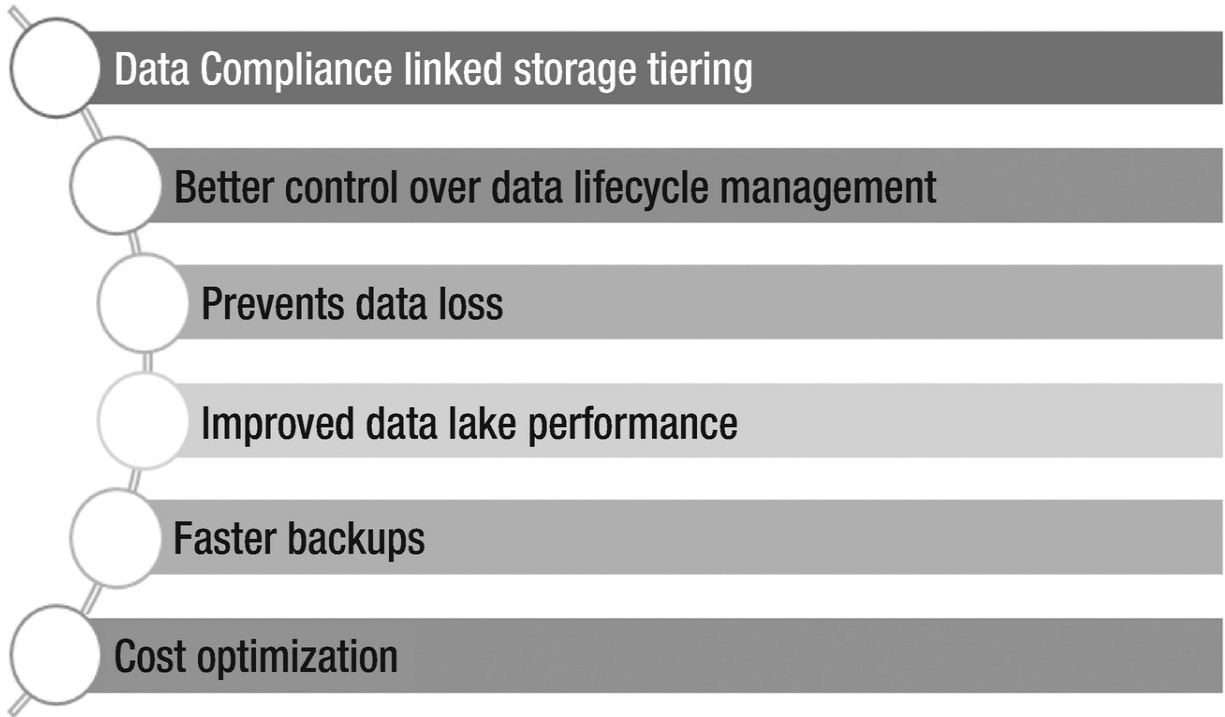 Data Compliance linked storage tiering
Better control over data lifecycle management
Prevents data loss
Improved data lake performance
Faster backups
Cost optimization